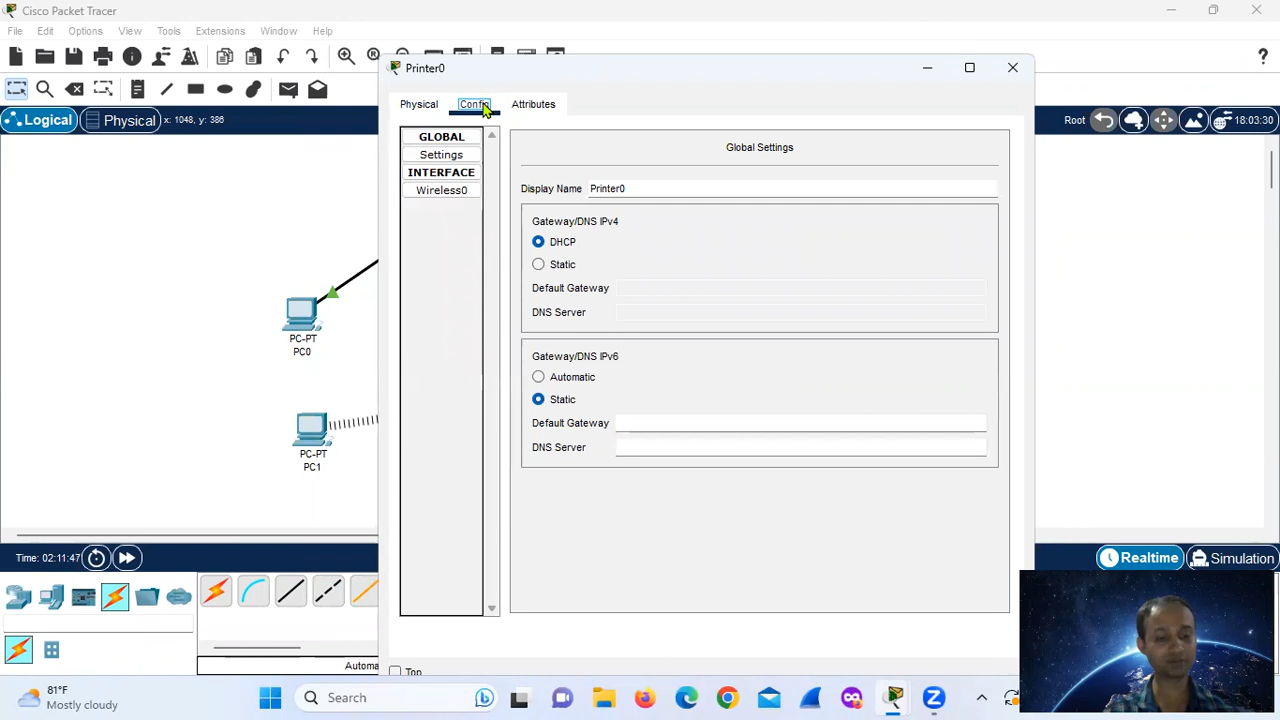 Cisco Packet Tracer
File Edit Options View Tools Extensions Window Help
Printer0
Physical Config Attributes
Logical Physical x: 1048, y: 386
Root 18:03:30
GLOBAL
Settings
INTERFACE
Wireless0
Global Settings
Display Name Printer0
Gateway/DNS IPv4
DHCP
Static
Default Gateway
DNS Server
Gateway/DNS IPv6
Automatic
Static
Default Gateway
DNS Server
PC-PT
PC0
PC-PT
PC1
Time: 02:11:47
Realtime Simulation
Top
81°F
Mostly cloudy
Search